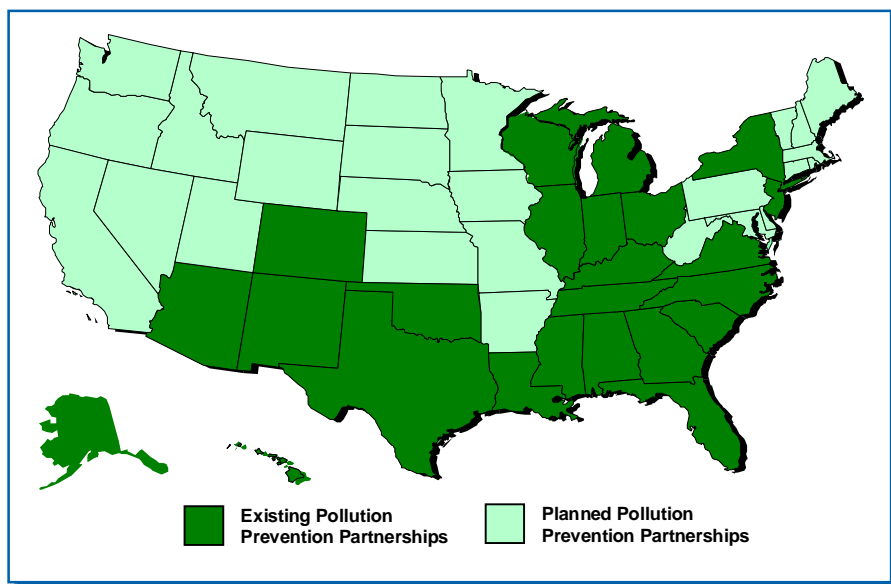 Existing Pollution
Prevention Partnerships
Planned Pollution
Prevention Partnerships